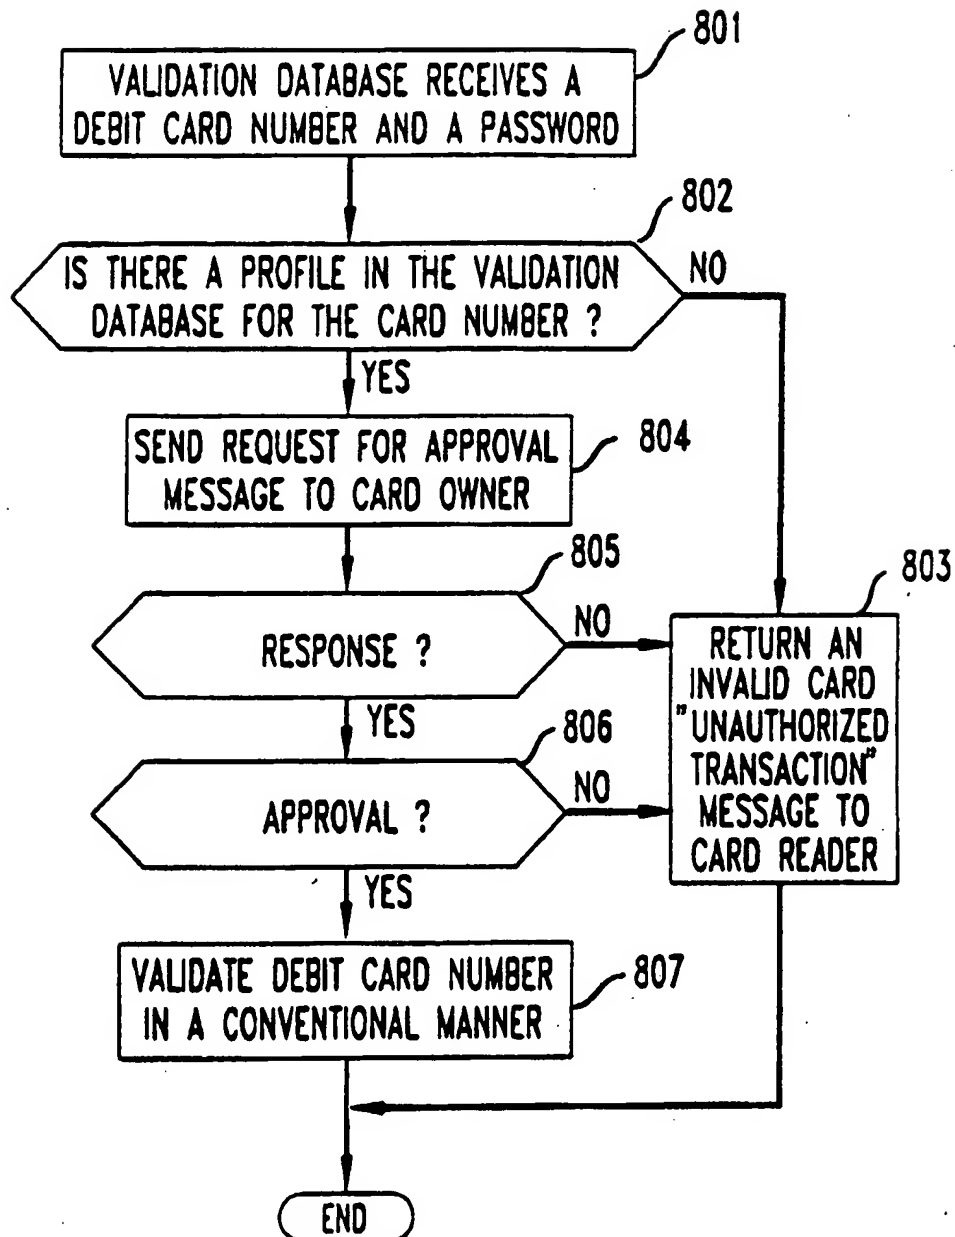 801
VALIDATION DATABASE RECEIVES A
DEBIT CARD NUMBER AND A PASSWORD
802
IS THERE A PROFILE IN THE VALIDATION
DATABASE FOR THE CARD NUMBER ?
NO
YES
SEND REQUEST FOR APPROVAL
MESSAGE TO CARD OWNER
804
805
RESPONSE ?
NO
YES
803
RETURN AN
INVALID CARD
"UNAUTHORIZED
TRANSACTION"
MESSAGE TO
CARD READER
806
APPROVAL ?
NO
YES
VALIDATE DEBIT CARD NUMBER
IN A CONVENTIONAL MANNER
807
END